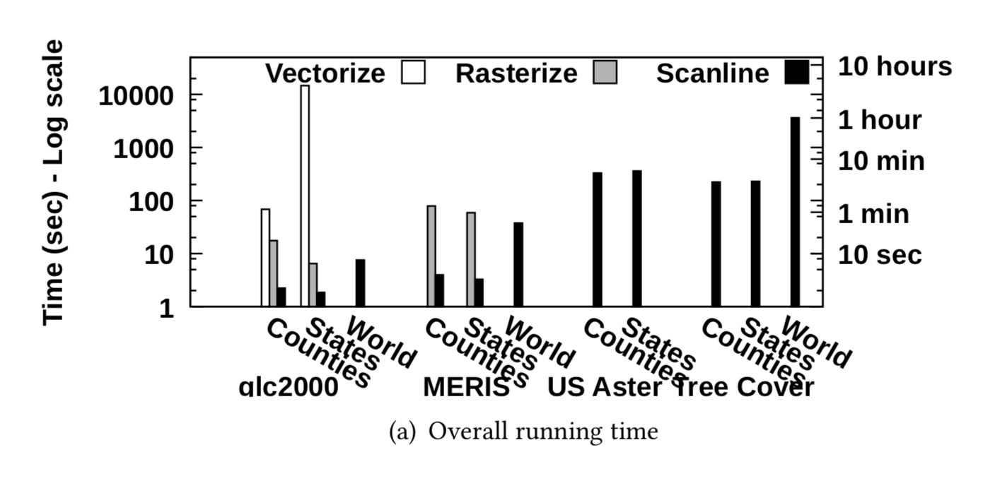 Time (sec) - Log scale
Vectorize Rasterize Scanline
10000
1000
100
10
1
10 hours
1 hour
10 min
1 min
10 sec
Counties States World
Counties States World
Counties States
Counties States World
glc2000 MERIS US Aster Tree Cover
(a) Overall running time